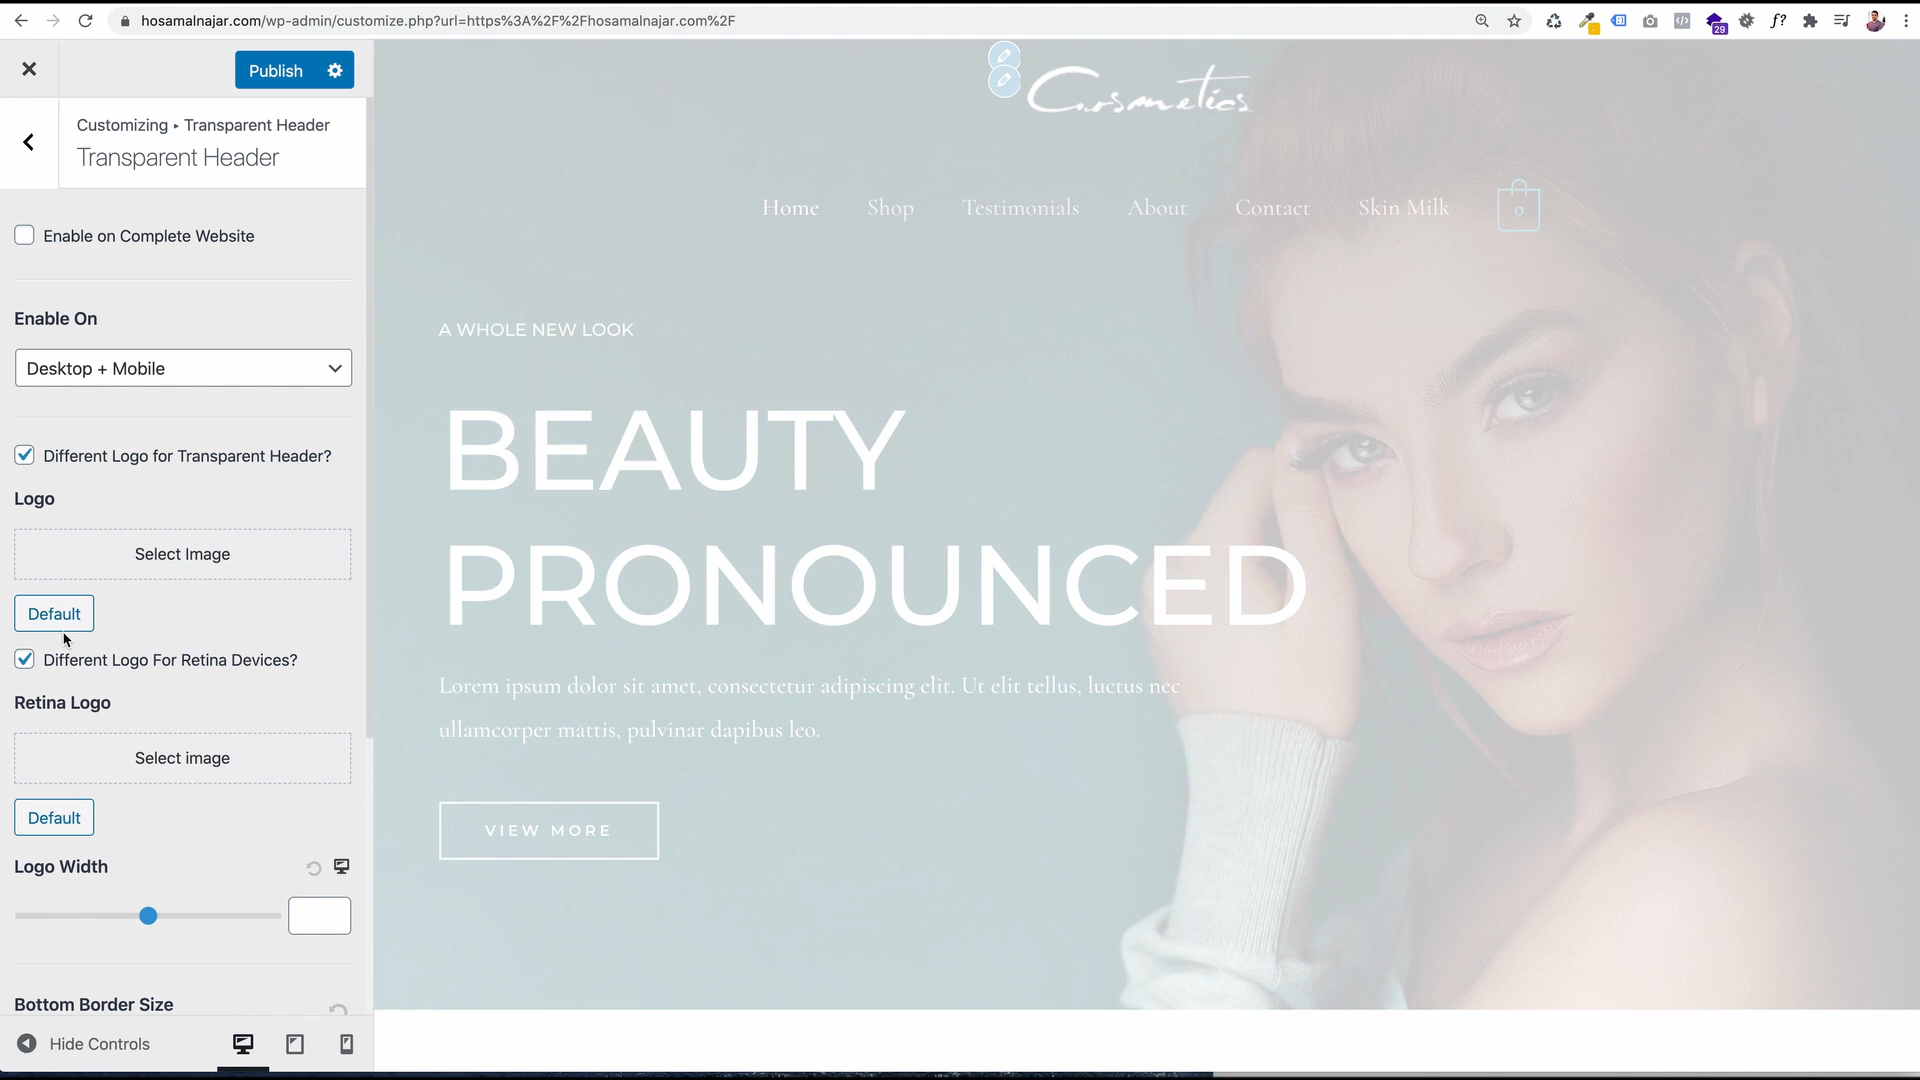 hosamalnajar.com/wp-admin/customize.php?url=https%3A%2F%2Fhosamalnajar.com%2F
29
f?
Publish
Customizing ▸ Transparent Header
Transparent Header
Enable on Complete Website
Enable On
Desktop + Mobile
Different Logo for Transparent Header?
Logo
Select Image
Default
Different Logo For Retina Devices?
Retina Logo
Select image
Default
Logo Width
Bottom Border Size
Hide Controls
Cosmetics
Home Shop Testimonials About Contact Skin Milk 0
A WHOLE NEW LOOK
BEAUTY
PRONOUNCED
Lorem ipsum dolor sit amet, consectetur adipiscing elit. Ut elit tellus, luctus nec
ullamcorper mattis, pulvinar dapibus leo.
VIEW MORE